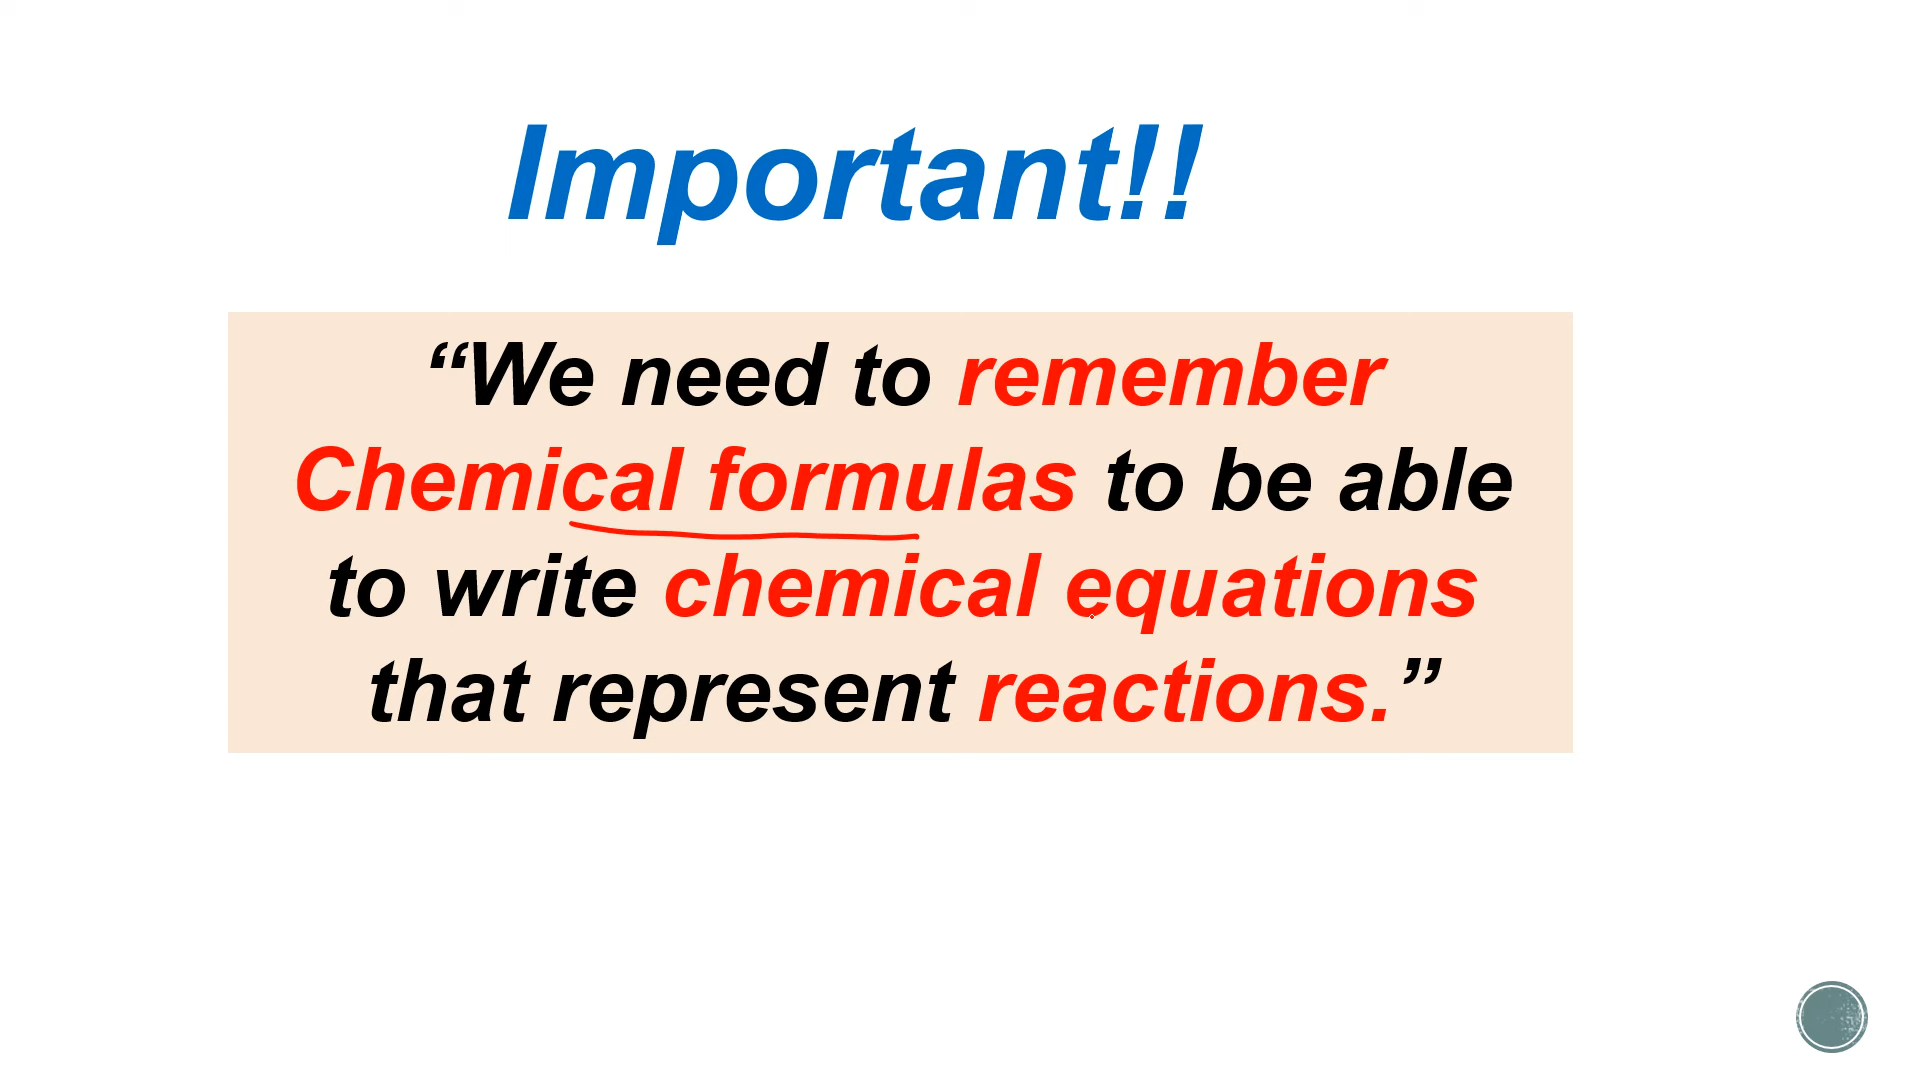 Important!!
“We need to remember
Chemical formulas to be able
to write chemical equations
that represent reactions.”